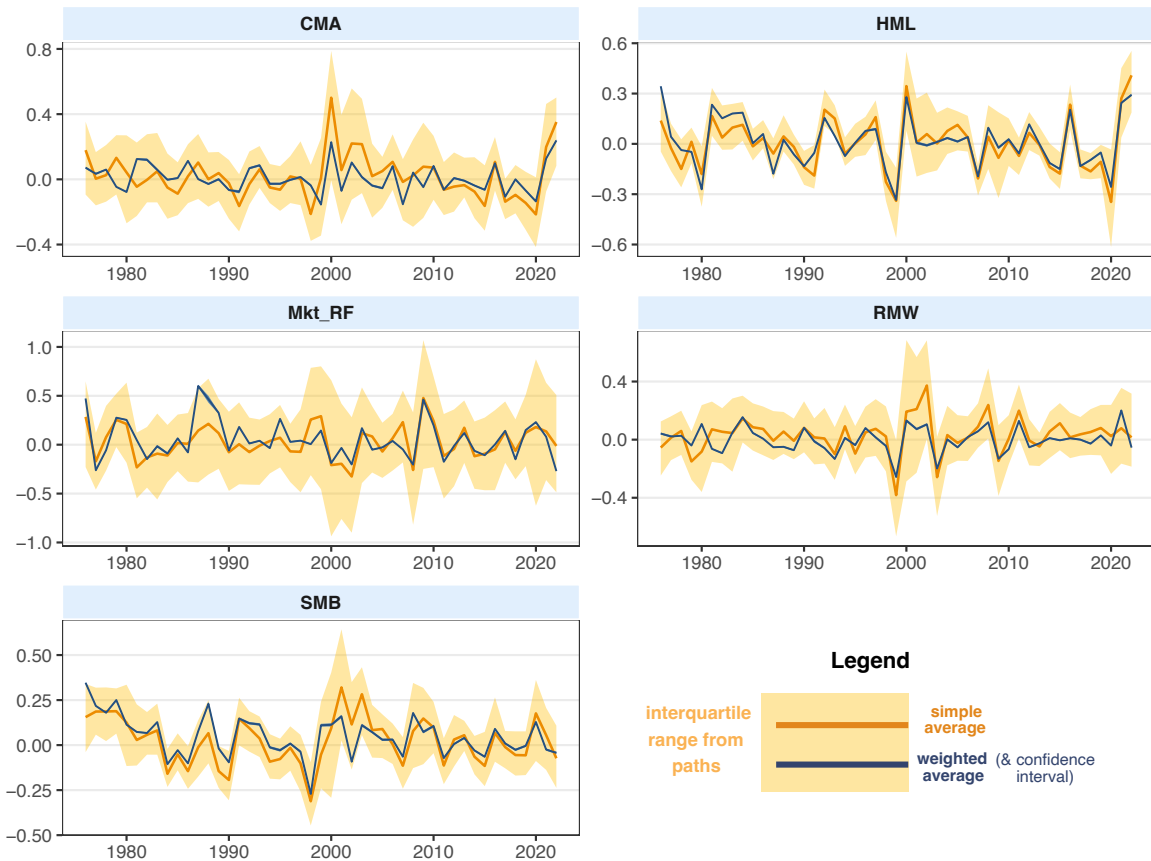 CMA
0.8
0.4
0.0
−0.4
1980 1990 2000 2010 2020
HML
0.6
0.3
0.0
−0.3
−0.6
1980 1990 2000 2010 2020
Mkt_RF
1.0
0.5
0.0
−0.5
−1.0
1980 1990 2000 2010 2020
RMW
0.4
0.0
−0.4
1980 1990 2000 2010 2020
SMB
0.50
0.25
0.00
−0.25
−0.50
1980 1990 2000 2010 2020
Legend
interquartile
range from
paths
simple
average
weighted (& confidence
average interval)